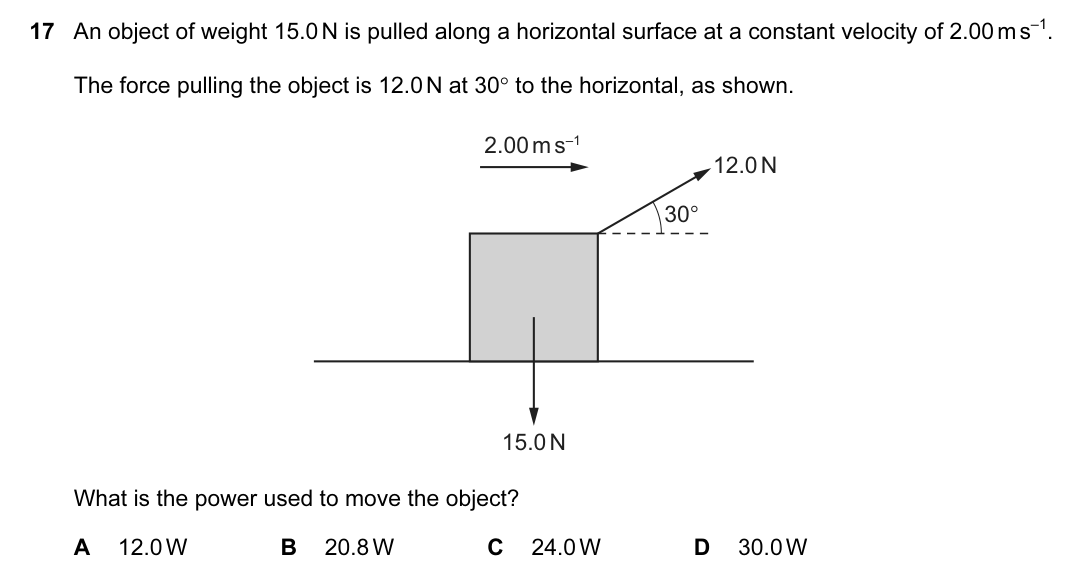 17 An object of weight 15.0 N is pulled along a horizontal surface at a constant velocity of 2.00 m s⁻¹.
The force pulling the object is 12.0 N at 30° to the horizontal, as shown.
2.00 m s⁻¹
12.0 N
30°
15.0 N
What is the power used to move the object?
A 12.0 W B 20.8 W C 24.0 W D 30.0 W